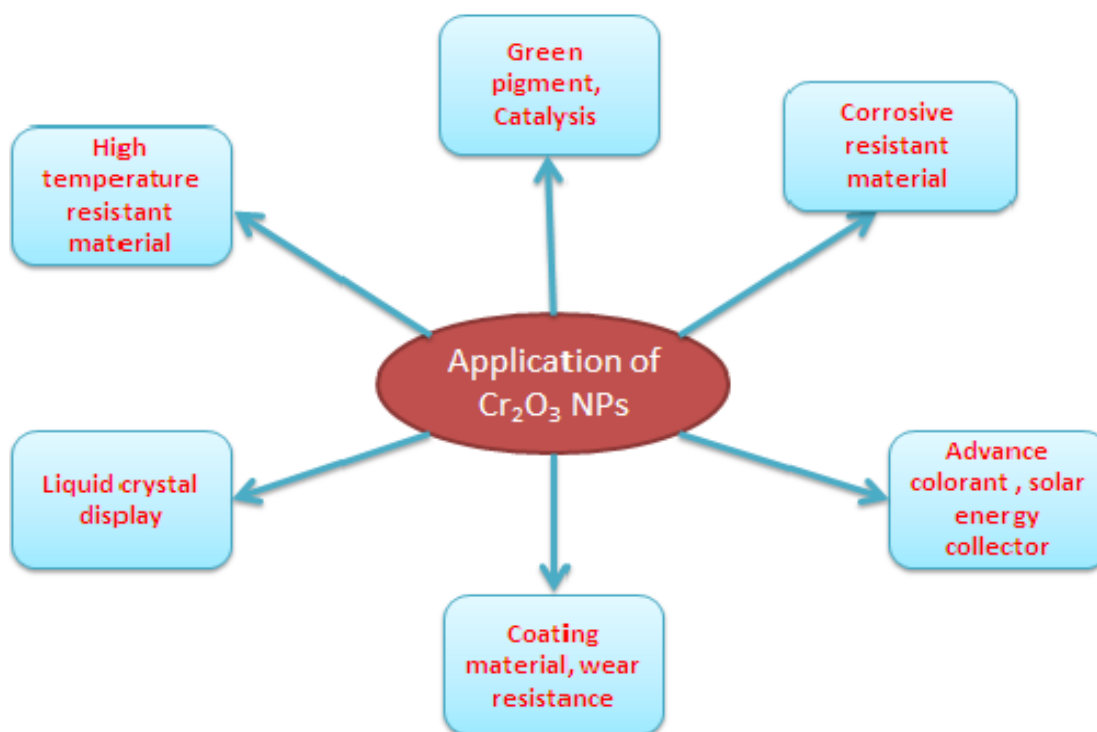 Green
pigment,
Catalysis
Corrosive
resistant
material
High
temperature
resistant
material
Application of
Cr₂O₃ NPs
Liquid crystal
display
Advance
colorant , solar
energy
collector
Coating
material, wear
resistance